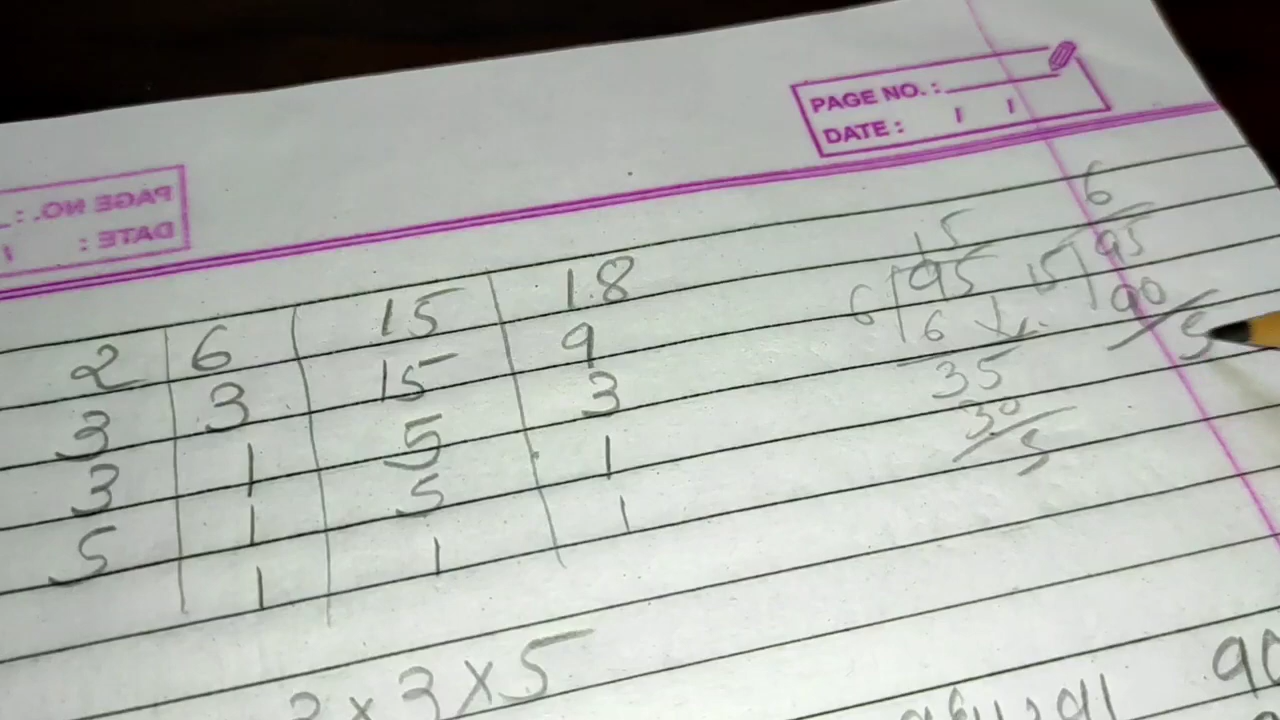 PAGE NO. :
DATE : / /
PAGE NO. :
DATE :
2 6 15 18
3 3 15 9
3 1 5 3
5 1 5 1
1 1 1
15
6 95
6
35
30
5
6
15 95
90
5
3 × 5
90